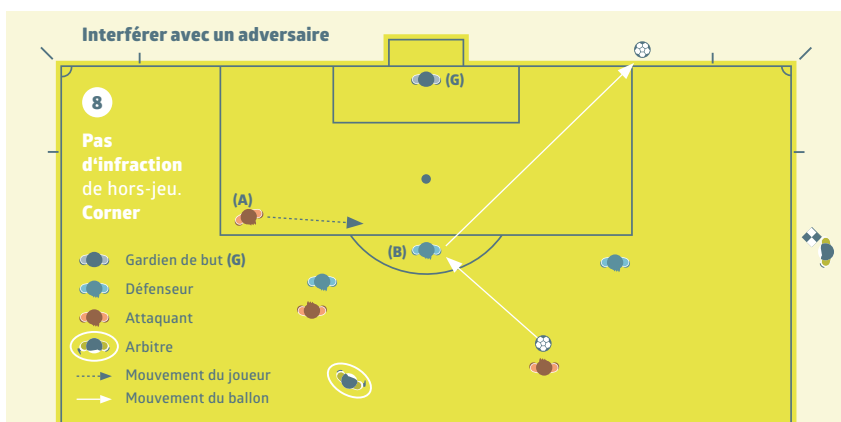 Interférer avec un adversaire
(G)
8
Pas
d'infraction
de hors-jeu.
Corner
(A)
(B)
Gardien de but (G)
Défenseur
Attaquant
Arbitre
Mouvement du joueur
Mouvement du ballon